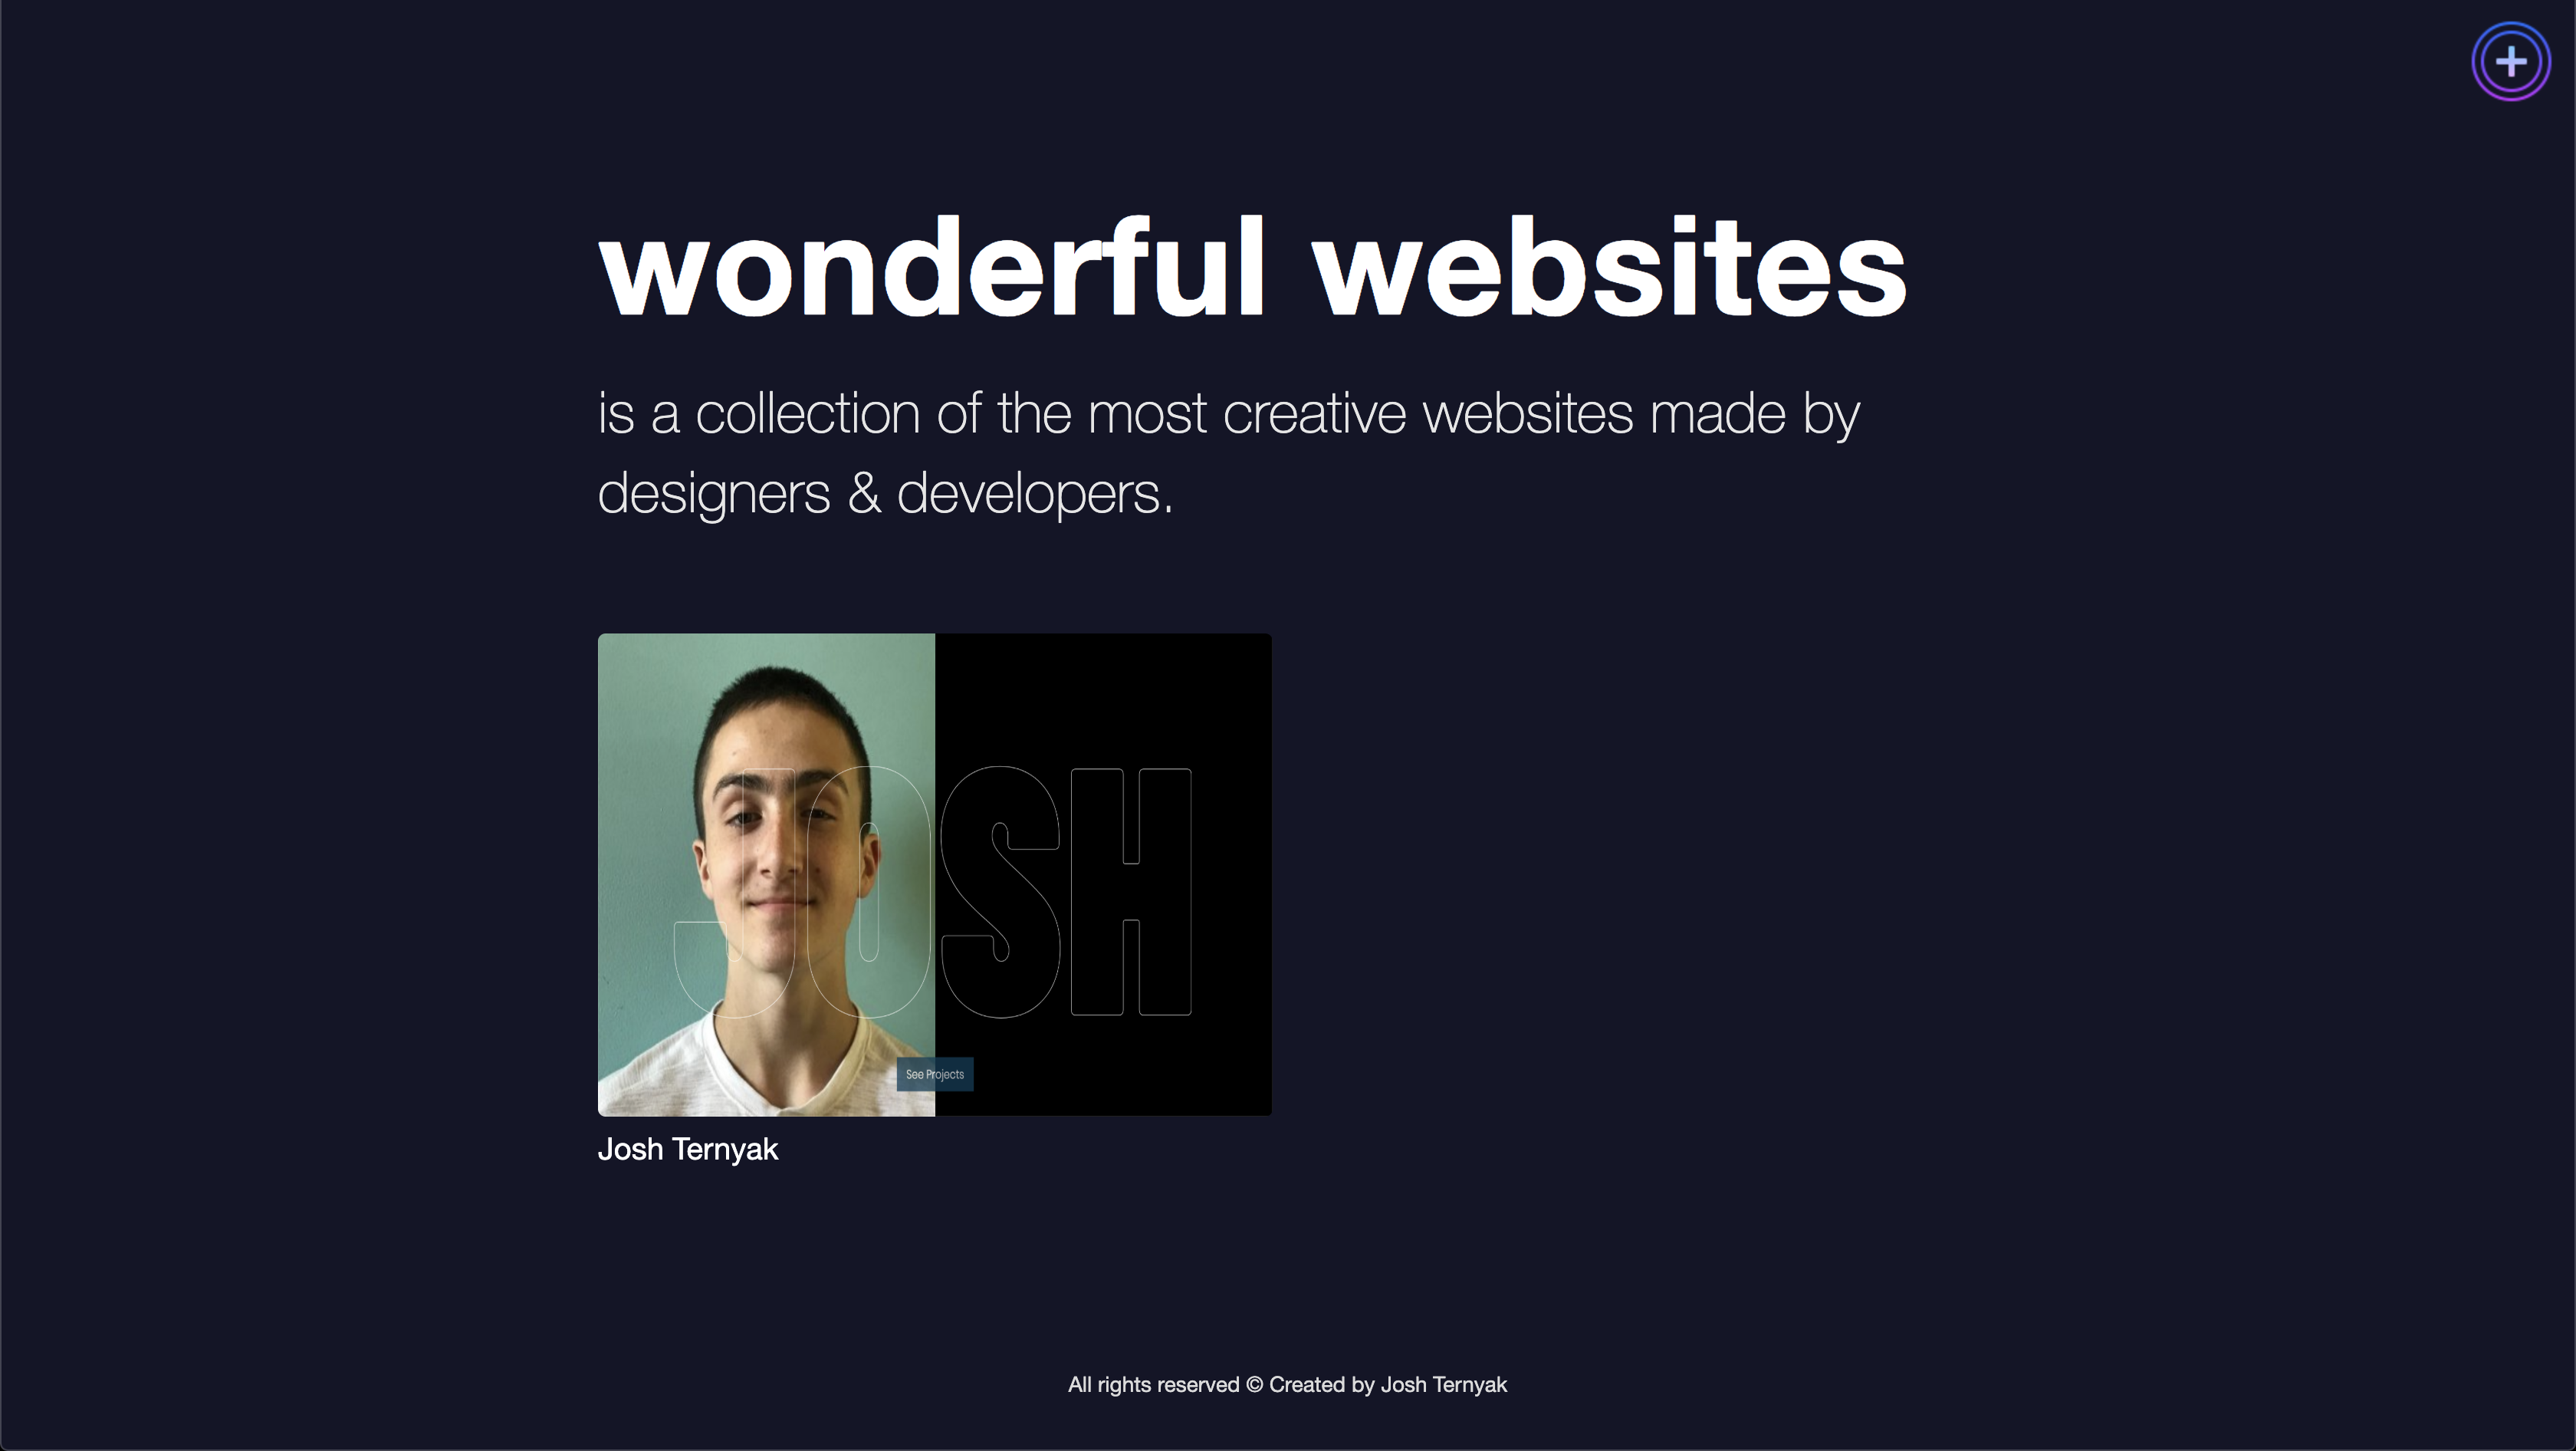 wonderful websites
is a collection of the most creative websites made by
designers & developers.
JOSH
See Projects
Josh Ternyak
All rights reserved © Created by Josh Ternyak